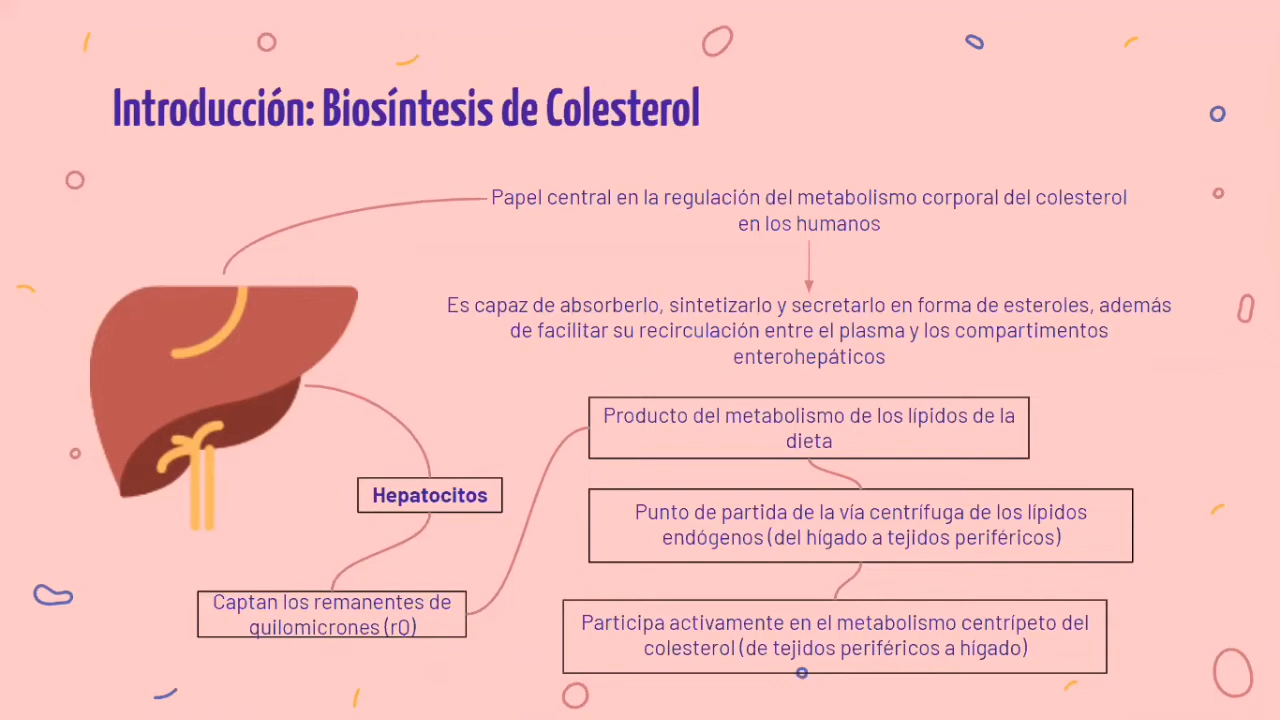 Introducción: Biosíntesis de Colesterol
Papel central en la regulación del metabolismo corporal del colesterol
en los humanos
Es capaz de absorberlo, sintetizarlo y secretarlo en forma de esteroles, además
de facilitar su recirculación entre el plasma y los compartimentos
enterohepáticos
Hepatocitos
Captan los remanentes de
quilomicrones (rQ)
Producto del metabolismo de los lípidos de la
dieta
Punto de partida de la vía centrífuga de los lípidos
endógenos (del hígado a tejidos periféricos)
Participa activamente en el metabolismo centrípeto del
colesterol (de tejidos periféricos a hígado)